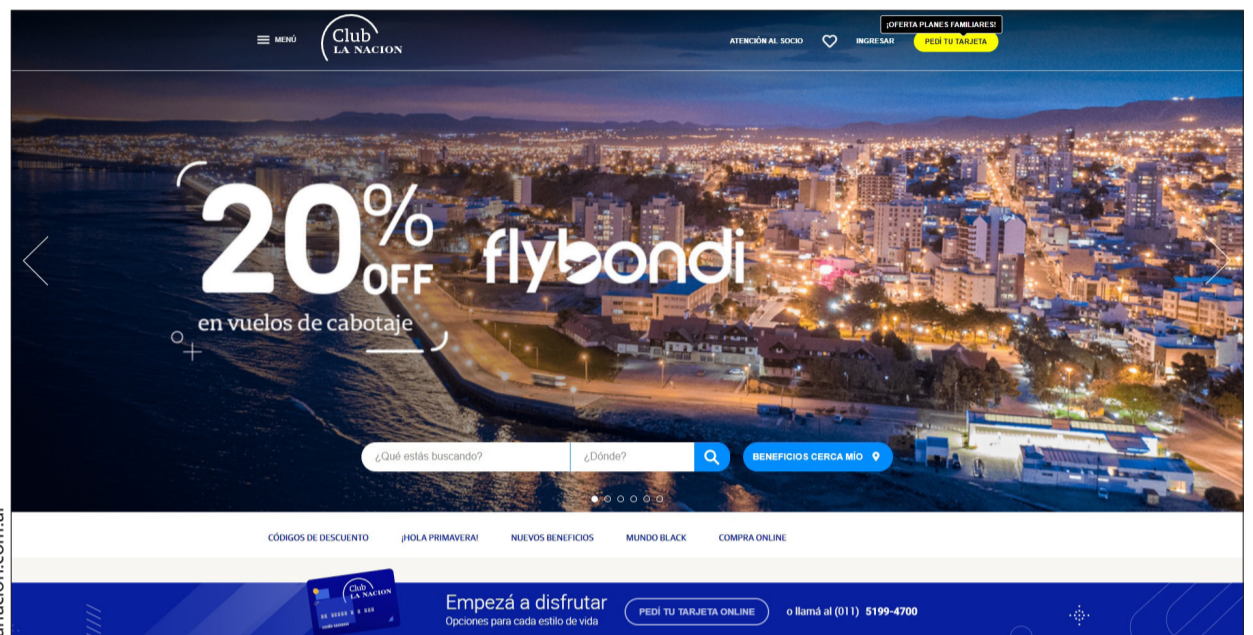 MENÚ
Club
LA NACION
ATENCIÓN AL SOCIO
INGRESAR
¡OFERTA PLANES FAMILIARES!
PEDÍ TU TARJETA
20% OFF
flybondi
en vuelos de cabotaje
¿Qué estás buscando?
¿Dónde?
BENEFICIOS CERCA MÍO
CÓDIGOS DE DESCUENTO
¡HOLA PRIMAVERA!
NUEVOS BENEFICIOS
MUNDO BLACK
COMPRA ONLINE
Club
LA NACION
Empezá a disfrutar
Opciones para cada estilo de vida
PEDÍ TU TARJETA ONLINE
o llamá al (011) 5199-4700